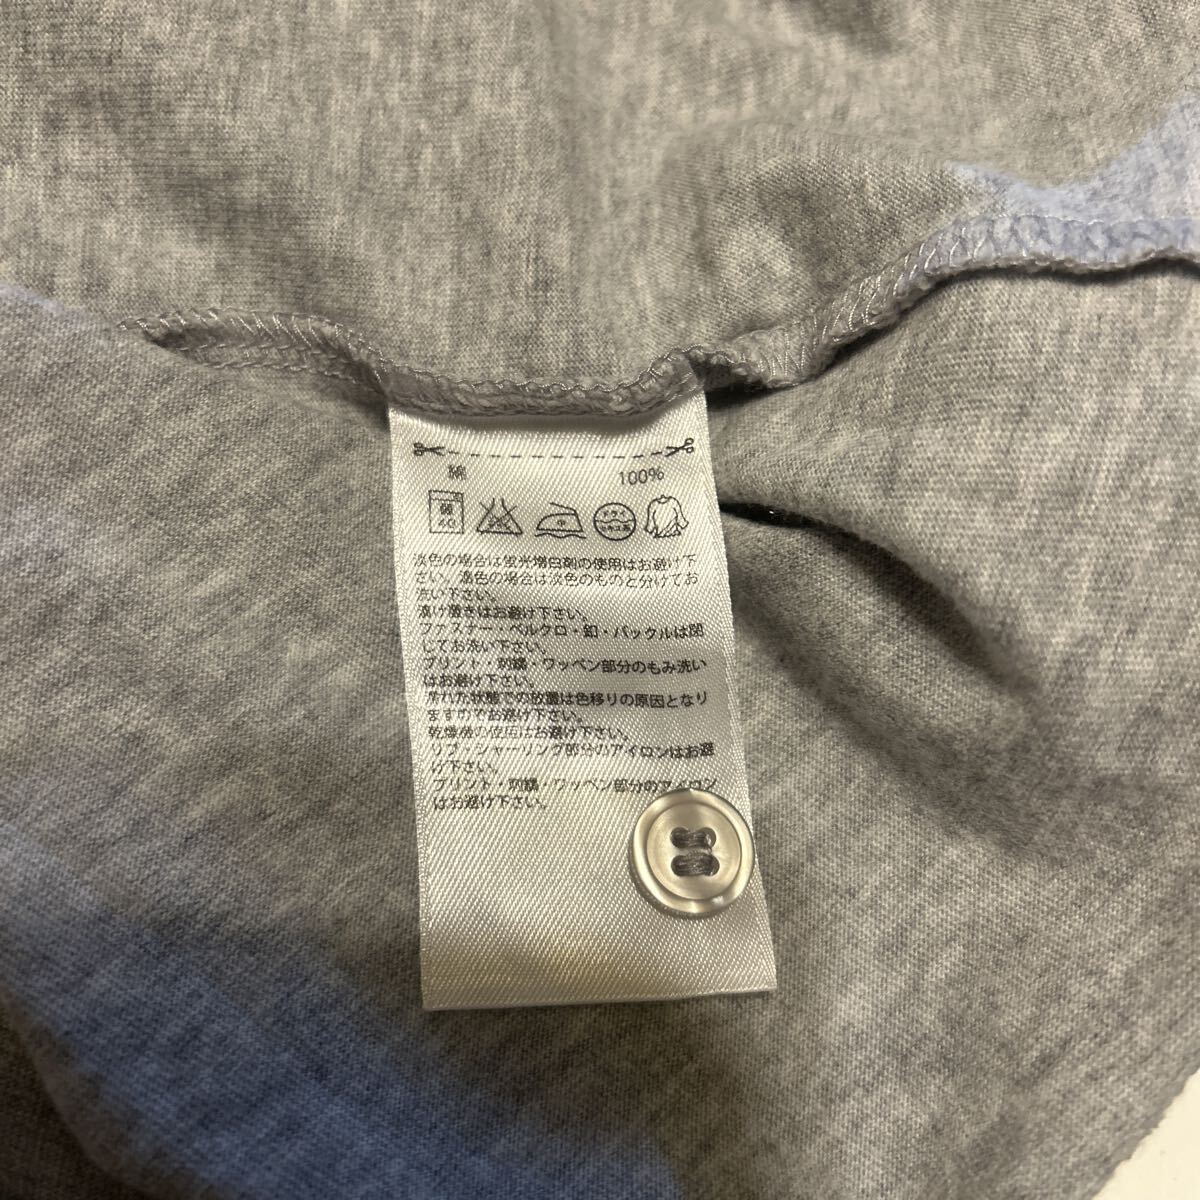 綿 100%
弱 40
ドライ セキユ系
淡色の場合は蛍光増白剤の使用はお避け下
さい。濃色の場合は淡色のものと分けてお
洗い下さい。
漬け置きはお避け下さい。
ファスナー・ベルクロ・釦・バックルは閉
じてお洗い下さい。
プリント・刺繍・ワッペン部分のもみ洗い
はお避け下さい。
濡れた状態での放置は色移りの原因となり
ますのでお避け下さい。
乾燥機の使用はお避け下さい。
リブ・シャーリング部分のアイロンはお避
け下さい。
プリント・刺繍・ワッペン部分のアイロン
はお避け下さい。